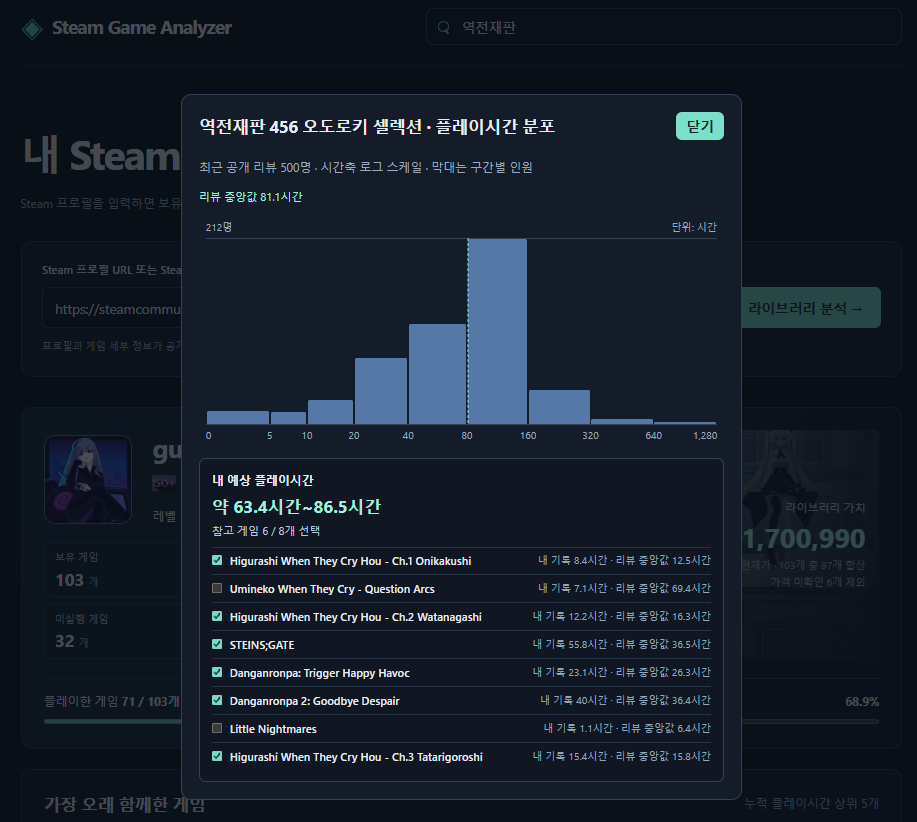 Steam Game Analyzer
역전재판
내 Steam
Steam 프로필을 입력하면 보유
Steam 프로필 URL 또는 Stea
https://steamcommu
라이브러리 분석 →
프로필과 게임 세부 정보가 공개
역전재판 456 오도로키 셀렉션 · 플레이시간 분포
닫기
최근 공개 리뷰 500명 · 시간축 로그 스케일 · 막대는 구간별 인원
리뷰 중앙값 81.1시간
212명
단위: 시간
0 5 10 20 40 80 160 320 640 1,280
내 예상 플레이시간
약 63.4시간~86.5시간
참고 게임 6 / 8개 선택
Higurashi When They Cry Hou - Ch.1 Onikakushi 내 기록 8.4시간 · 리뷰 중앙값 12.5시간
Umineko When They Cry - Question Arcs 내 기록 7.1시간 · 리뷰 중앙값 69.4시간
Higurashi When They Cry Hou - Ch.2 Watanagashi 내 기록 12.2시간 · 리뷰 중앙값 16.3시간
STEINS;GATE 내 기록 55.8시간 · 리뷰 중앙값 36.5시간
Danganronpa: Trigger Happy Havoc 내 기록 23.1시간 · 리뷰 중앙값 26.3시간
Danganronpa 2: Goodbye Despair 내 기록 40시간 · 리뷰 중앙값 36.4시간
Little Nightmares 내 기록 1.1시간 · 리뷰 중앙값 6.4시간
Higurashi When They Cry Hou - Ch.3 Tatarigoroshi 내 기록 15.4시간 · 리뷰 중앙값 15.8시간
gu
50+
레벨
보유 게임
103 개
미실행 게임
32 개
라이브러리 가치
1,700,990
현재가 · 103개 중 97개 합산
가격 미확인 6개 제외
플레이한 게임 71 / 103개
68.9%
가장 오래 함께한 게임
누적 플레이시간 상위 5개